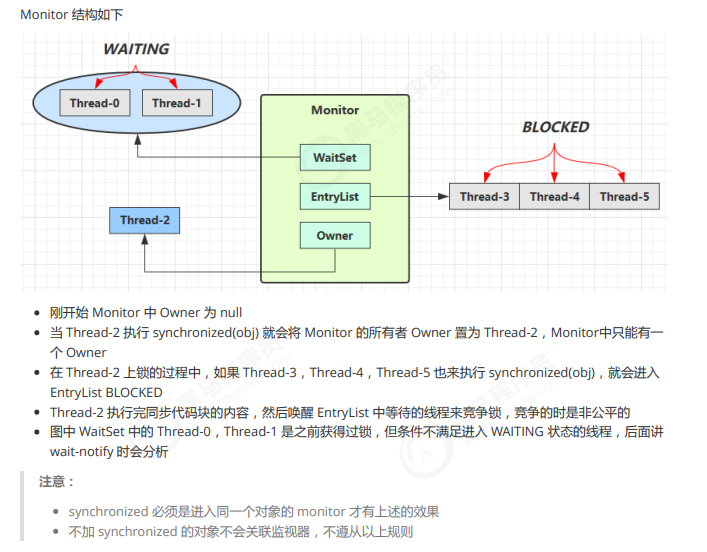 Monitor 结构如下
WAITING
Thread-0
Thread-1
Monitor
WaitSet
EntryList
Owner
BLOCKED
Thread-3
Thread-4
Thread-5
Thread-2
刚开始 Monitor 中 Owner 为 null
当 Thread-2 执行 synchronized(obj) 就会将 Monitor 的所有者 Owner 置为 Thread-2，Monitor中只能有一
个 Owner
在 Thread-2 上锁的过程中，如果 Thread-3，Thread-4，Thread-5 也来执行 synchronized(obj)，就会进入
EntryList BLOCKED
Thread-2 执行完同步代码块的内容，然后唤醒 EntryList 中等待的线程来竞争锁，竞争的时是非公平的
图中 WaitSet 中的 Thread-0，Thread-1 是之前获得过锁，但条件不满足进入 WAITING 状态的线程，后面讲
wait-notify 时会分析
注意：
synchronized 必须是进入同一个对象的 monitor 才有上述的效果
不加 synchronized 的对象不会关联监视器，不遵从以上规则